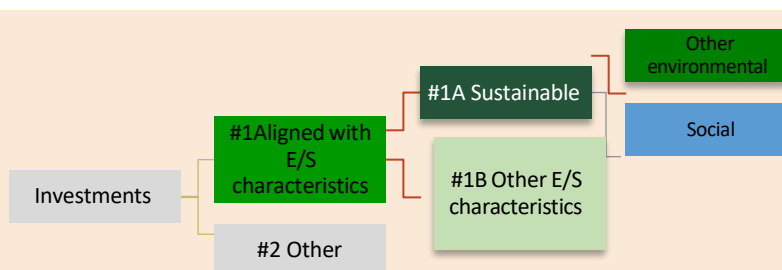 Investments
#1Aligned with
E/S
characteristics
#2 Other
#1A Sustainable
#1B Other E/S
characteristics
Other
environmental
Social